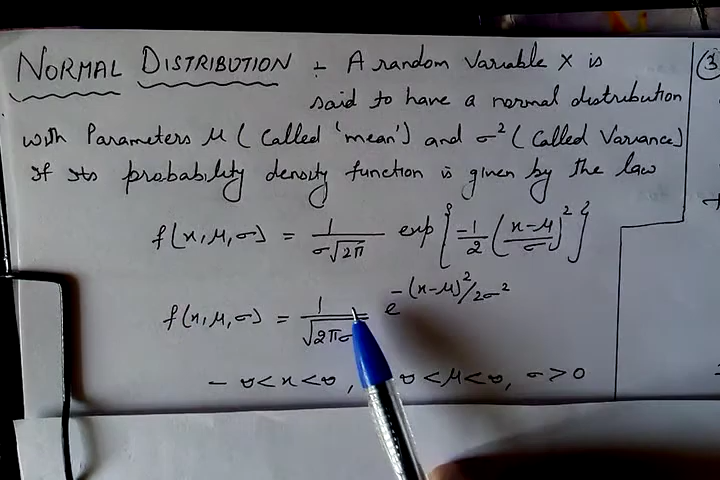 NORMAL DISTRIBUTION :- A random variable X is
said to have a normal distribution
with Parameters μ (Called 'mean') and σ² (Called Variance)
if its probability density function is given by the law
f(x, μ, σ) = 1/(σ√2π) exp{-1/2 ((x-μ)/σ)²}
f(x, μ, σ) = 1/√2πσ e^-(x-μ)²/2σ²
-∞<x<∞, ∞<μ<∞, σ>0
(3)